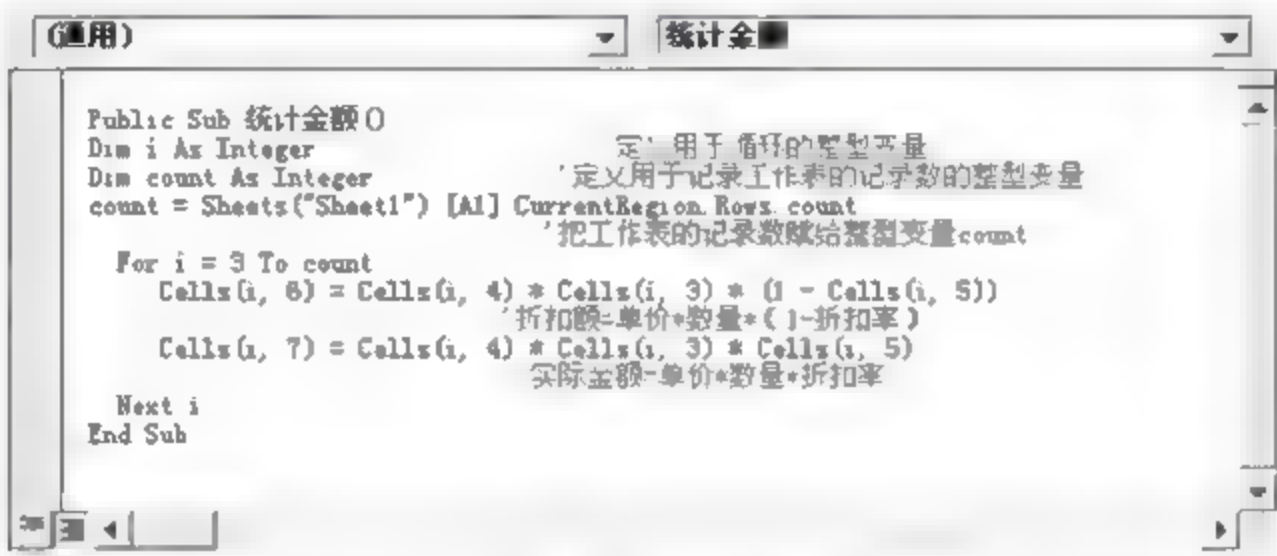 (通用)
统计金
Public Sub 统计金额()
Dim i As Integer 定 用于循环的整型变量
Dim count As Integer '定义用于记录工作表的记录数的整型变量
count = Sheets("Sheet1") [A1] CurrentRegion.Rows.count
'把工作表的记录数赋给整型变量count
For i = 3 To count
Cells(i, 6) = Cells(i, 4) * Cells(i, 3) * (1 - Cells(i, 5))
'折扣额=单价*数量*(1-折扣率)
Cells(i, 7) = Cells(i, 4) * Cells(i, 3) * Cells(i, 5)
实际金额=单价*数量*折扣率
Next i
End Sub